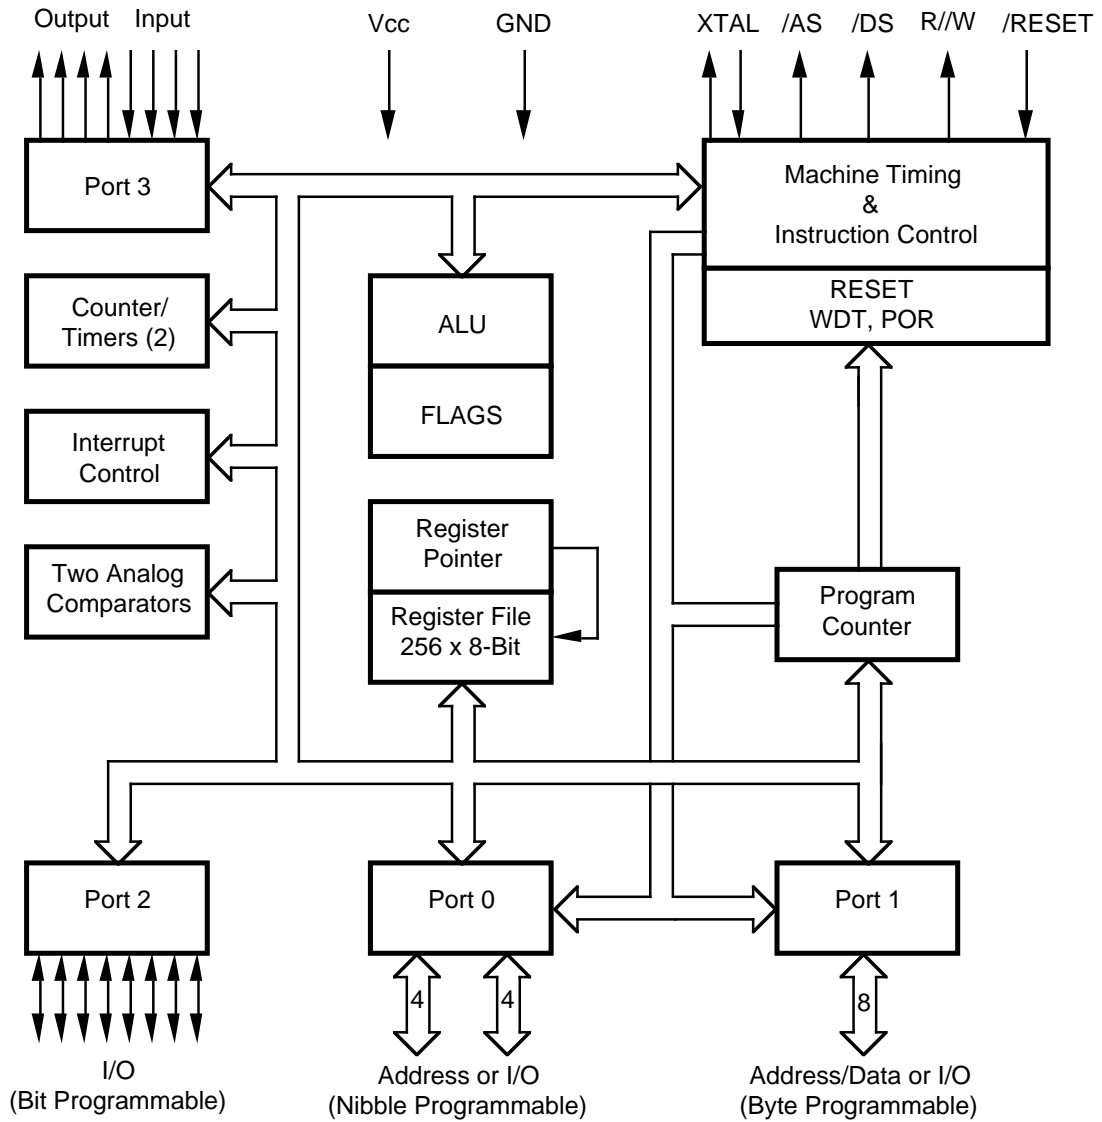 Output Input Vcc GND XTAL /AS /DS R//W /RESET
Port 3
Machine Timing
&
Instruction Control
RESET
WDT, POR
Counter/
Timers (2)
ALU
FLAGS
Interrupt
Control
Register
Pointer
Two Analog
Comparators
Register File
256 x 8-Bit
Program
Counter
Port 2
Port 0
Port 1
4
4
8
I/O
(Bit Programmable)
Address or I/O
(Nibble Programmable)
Address/Data or I/O
(Byte Programmable)